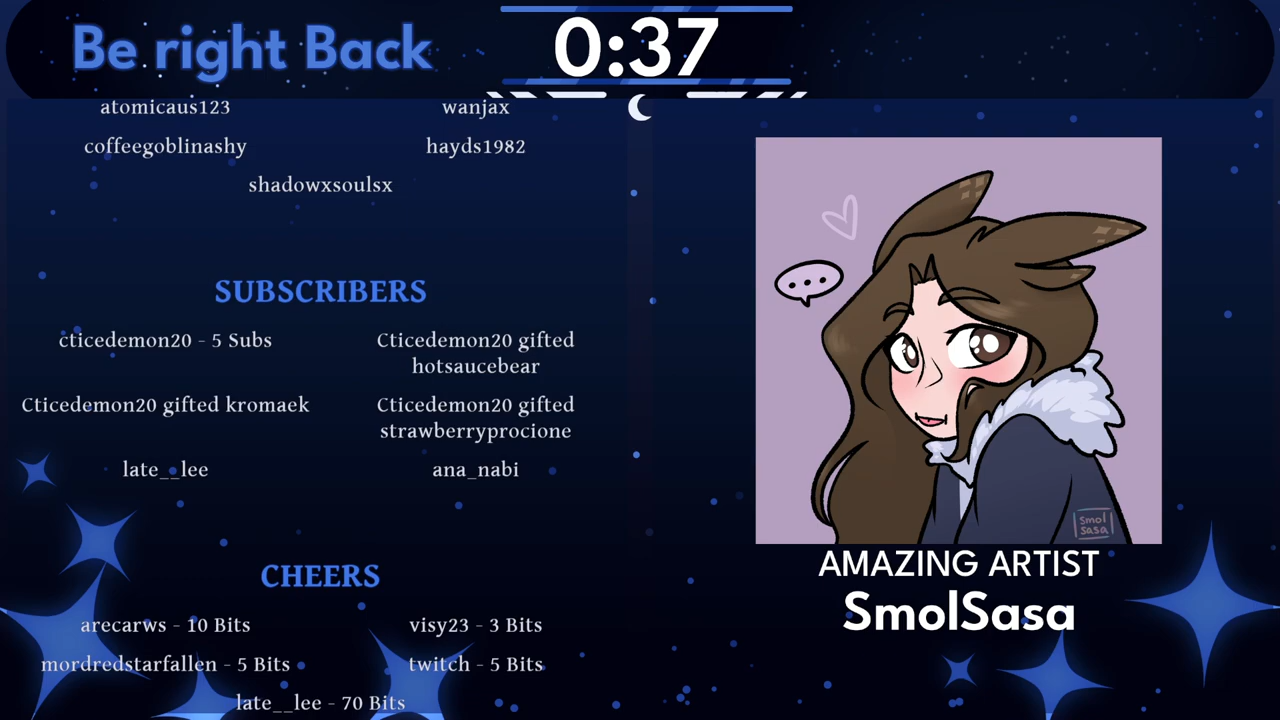 Be right Back
0:37
atomicaus123
wanjax
coffeegoblinashy
hayds1982
shadowxsoulsx
SUBSCRIBERS
cticedemon20 - 5 Subs
Cticedemon20 gifted
hotsaucebear
Cticedemon20 gifted kromaek
Cticedemon20 gifted
strawberryprocione
late__lee
ana_nabi
CHEERS
arecarws - 10 Bits
visy23 - 3 Bits
mordredstarfallen - 5 Bits
twitch - 5 Bits
late__lee - 70 Bits
smol
sasa
AMAZING ARTIST
SmolSasa